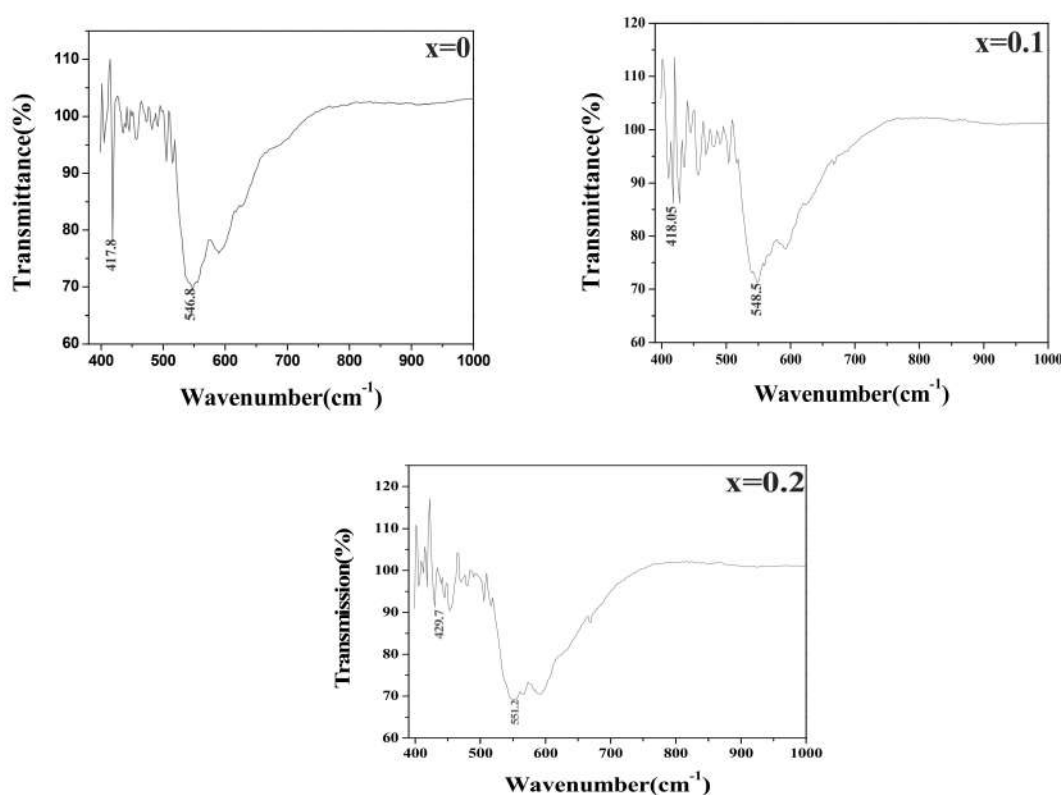 x=0
110
100
90
80
70
60
Transmittance(%)
417.8
546.8
400 500 600 700 800 900 1000
Wavenumber(cm-1)
x=0.1
120
110
100
90
80
70
60
Transmittance(%)
418.05
548.5
400 500 600 700 800 900 1000
Wavenumber(cm-1)
x=0.2
120
110
100
90
80
70
60
Transmission(%)
429.7
551.2
400 500 600 700 800 900 1000
Wavenumber(cm-1)